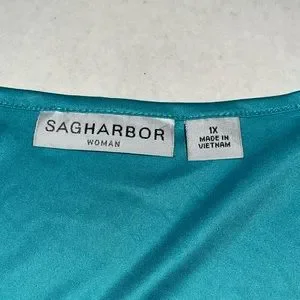 SAGHARBOR
WOMAN
1X
MADE IN
VIETNAM